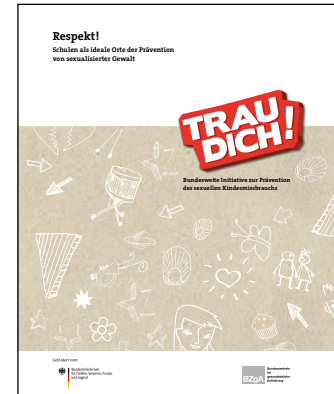 Respekt!
Schulen als ideale Orte der Prävention
von sexualisierter Gewalt
TRAU
DICH!
Bundesweite Initiative zur Prävention
des sexuellen Kindesmissbrauchs
Gefördert vom:
Bundesministerium
für Familie, Senioren, Frauen
und Jugend
BZgA
Bundeszentrale
für
gesundheitliche
Aufklärung